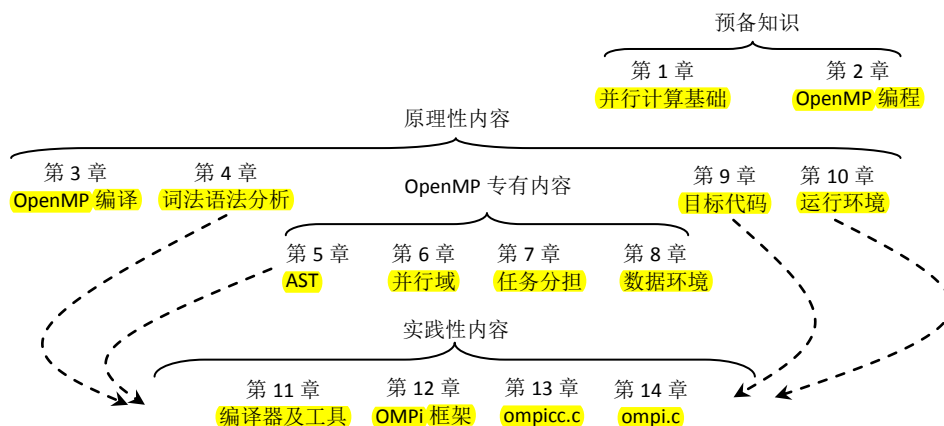 预备知识
第 1 章
并行计算基础
第 2 章
OpenMP 编程
原理性内容
第 3 章
OpenMP 编译
第 4 章
词法语法分析
OpenMP 专有内容
第 9 章
目标代码
第 10 章
运行环境
第 5 章
AST
第 6 章
并行域
第 7 章
任务分担
第 8 章
数据环境
实践性内容
第 11 章
编译器及工具
第 12 章
OMPi 框架
第 13 章
ompicc.c
第 14 章
ompi.c